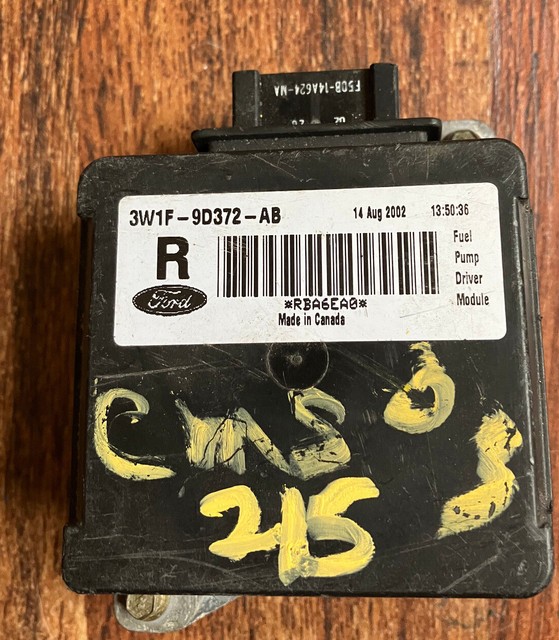 F50B-14A624-MA
3W1F-9D372-AB
14 Aug 2002 13:50:36
R
Fuel
Pump
Driver
Module
Ford
*RBA6EA0*
Made in Canada
215